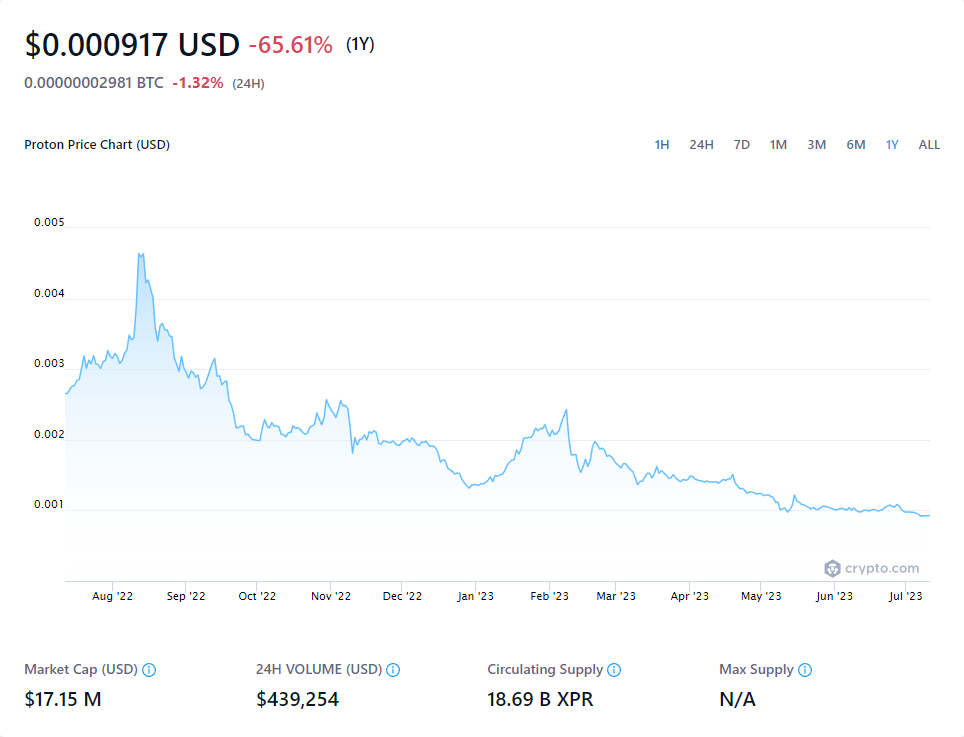 $0.000917 USD -65.61% (1Y)
0.00000002981 BTC -1.32% (24H)
Proton Price Chart (USD) 1H 24H 7D 1M 3M 6M 1Y ALL
0.005
0.004
0.003
0.002
0.001
crypto.com
Aug '22 Sep '22 Oct '22 Nov '22 Dec '22 Jan '23 Feb '23 Mar '23 Apr '23 May '23 Jun '23 Jul '23
Market Cap (USD) 24H VOLUME (USD) Circulating Supply Max Supply
$17.15 M $439,254 18.69 B XPR N/A